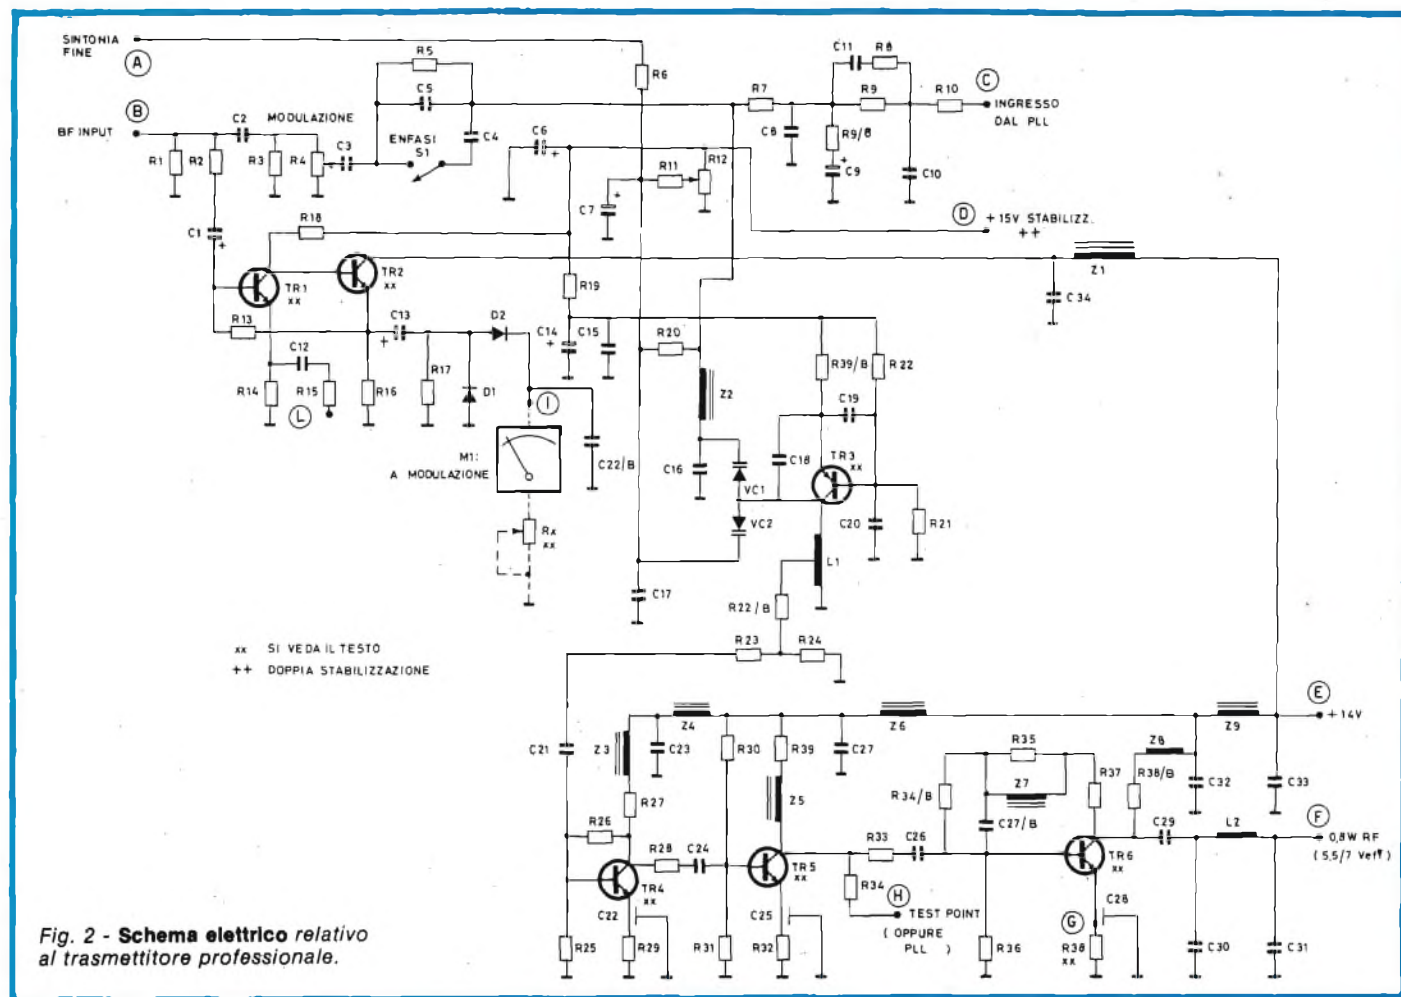 SINTONIA
FINE
A
B
BF INPUT
R1
R2
C2
MODULAZIONE
R3
R4
C3
R5
C5
ENFASI
S1
C4
C6
R6
R7
C11
R8
C
INGRESSO
DAL PLL
R9
R10
C8
R9/B
C9
C10
R11
R12
C7
D
+15V STABILIZZ.
++
Z1
C34
C1
R18
TR1
xx
TR2
xx
R13
C12
R14
R15
L
C13
R16
R17
D1
D2
I
M1:
A MODULAZIONE
C22/B
Rx
xx
R19
C14
C15
R20
Z2
C16
VC1
VC2
C17
R39/B
R22
C19
C18
TR3
xx
C20
R21
L1
R22/B
R23
R24
xx SI VEDA IL TESTO
++ DOPPIA STABILIZZAZIONE
C21
Z3
C23
Z4
R30
R39
C27
Z6
Z9
E
+14V
R27
R26
R28
C24
TR4
xx
C22
R25
R29
R31
Z5
TR5
xx
C25
R32
R33
C26
R34
H
TEST POINT
( OPPURE
PLL )
R34/B
R35
Z7
C27/B
R37
R38/B
Z8
C32
C33
TR6
xx
C29
L2
F
0,8W RF
( 5,5/7 Veff )
C28
G
R36
R38
xx
C30
C31
Fig. 2 - Schema elettrico relativo
al trasmettitore professionale.